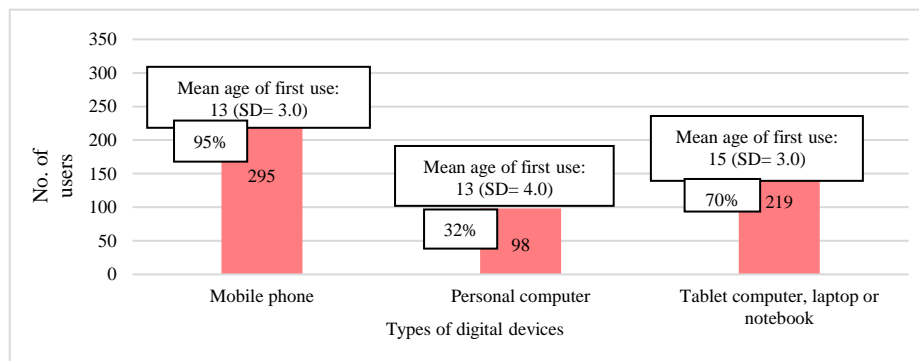 350
300
250
200
150
100
50
0
No. of
users
Mean age of first use:
13 (SD= 3.0)
95%
295
Mean age of first use:
13 (SD= 4.0)
32%
98
Mean age of first use:
15 (SD= 3.0)
70%
219
Mobile phone
Personal computer
Tablet computer, laptop or
notebook
Types of digital devices